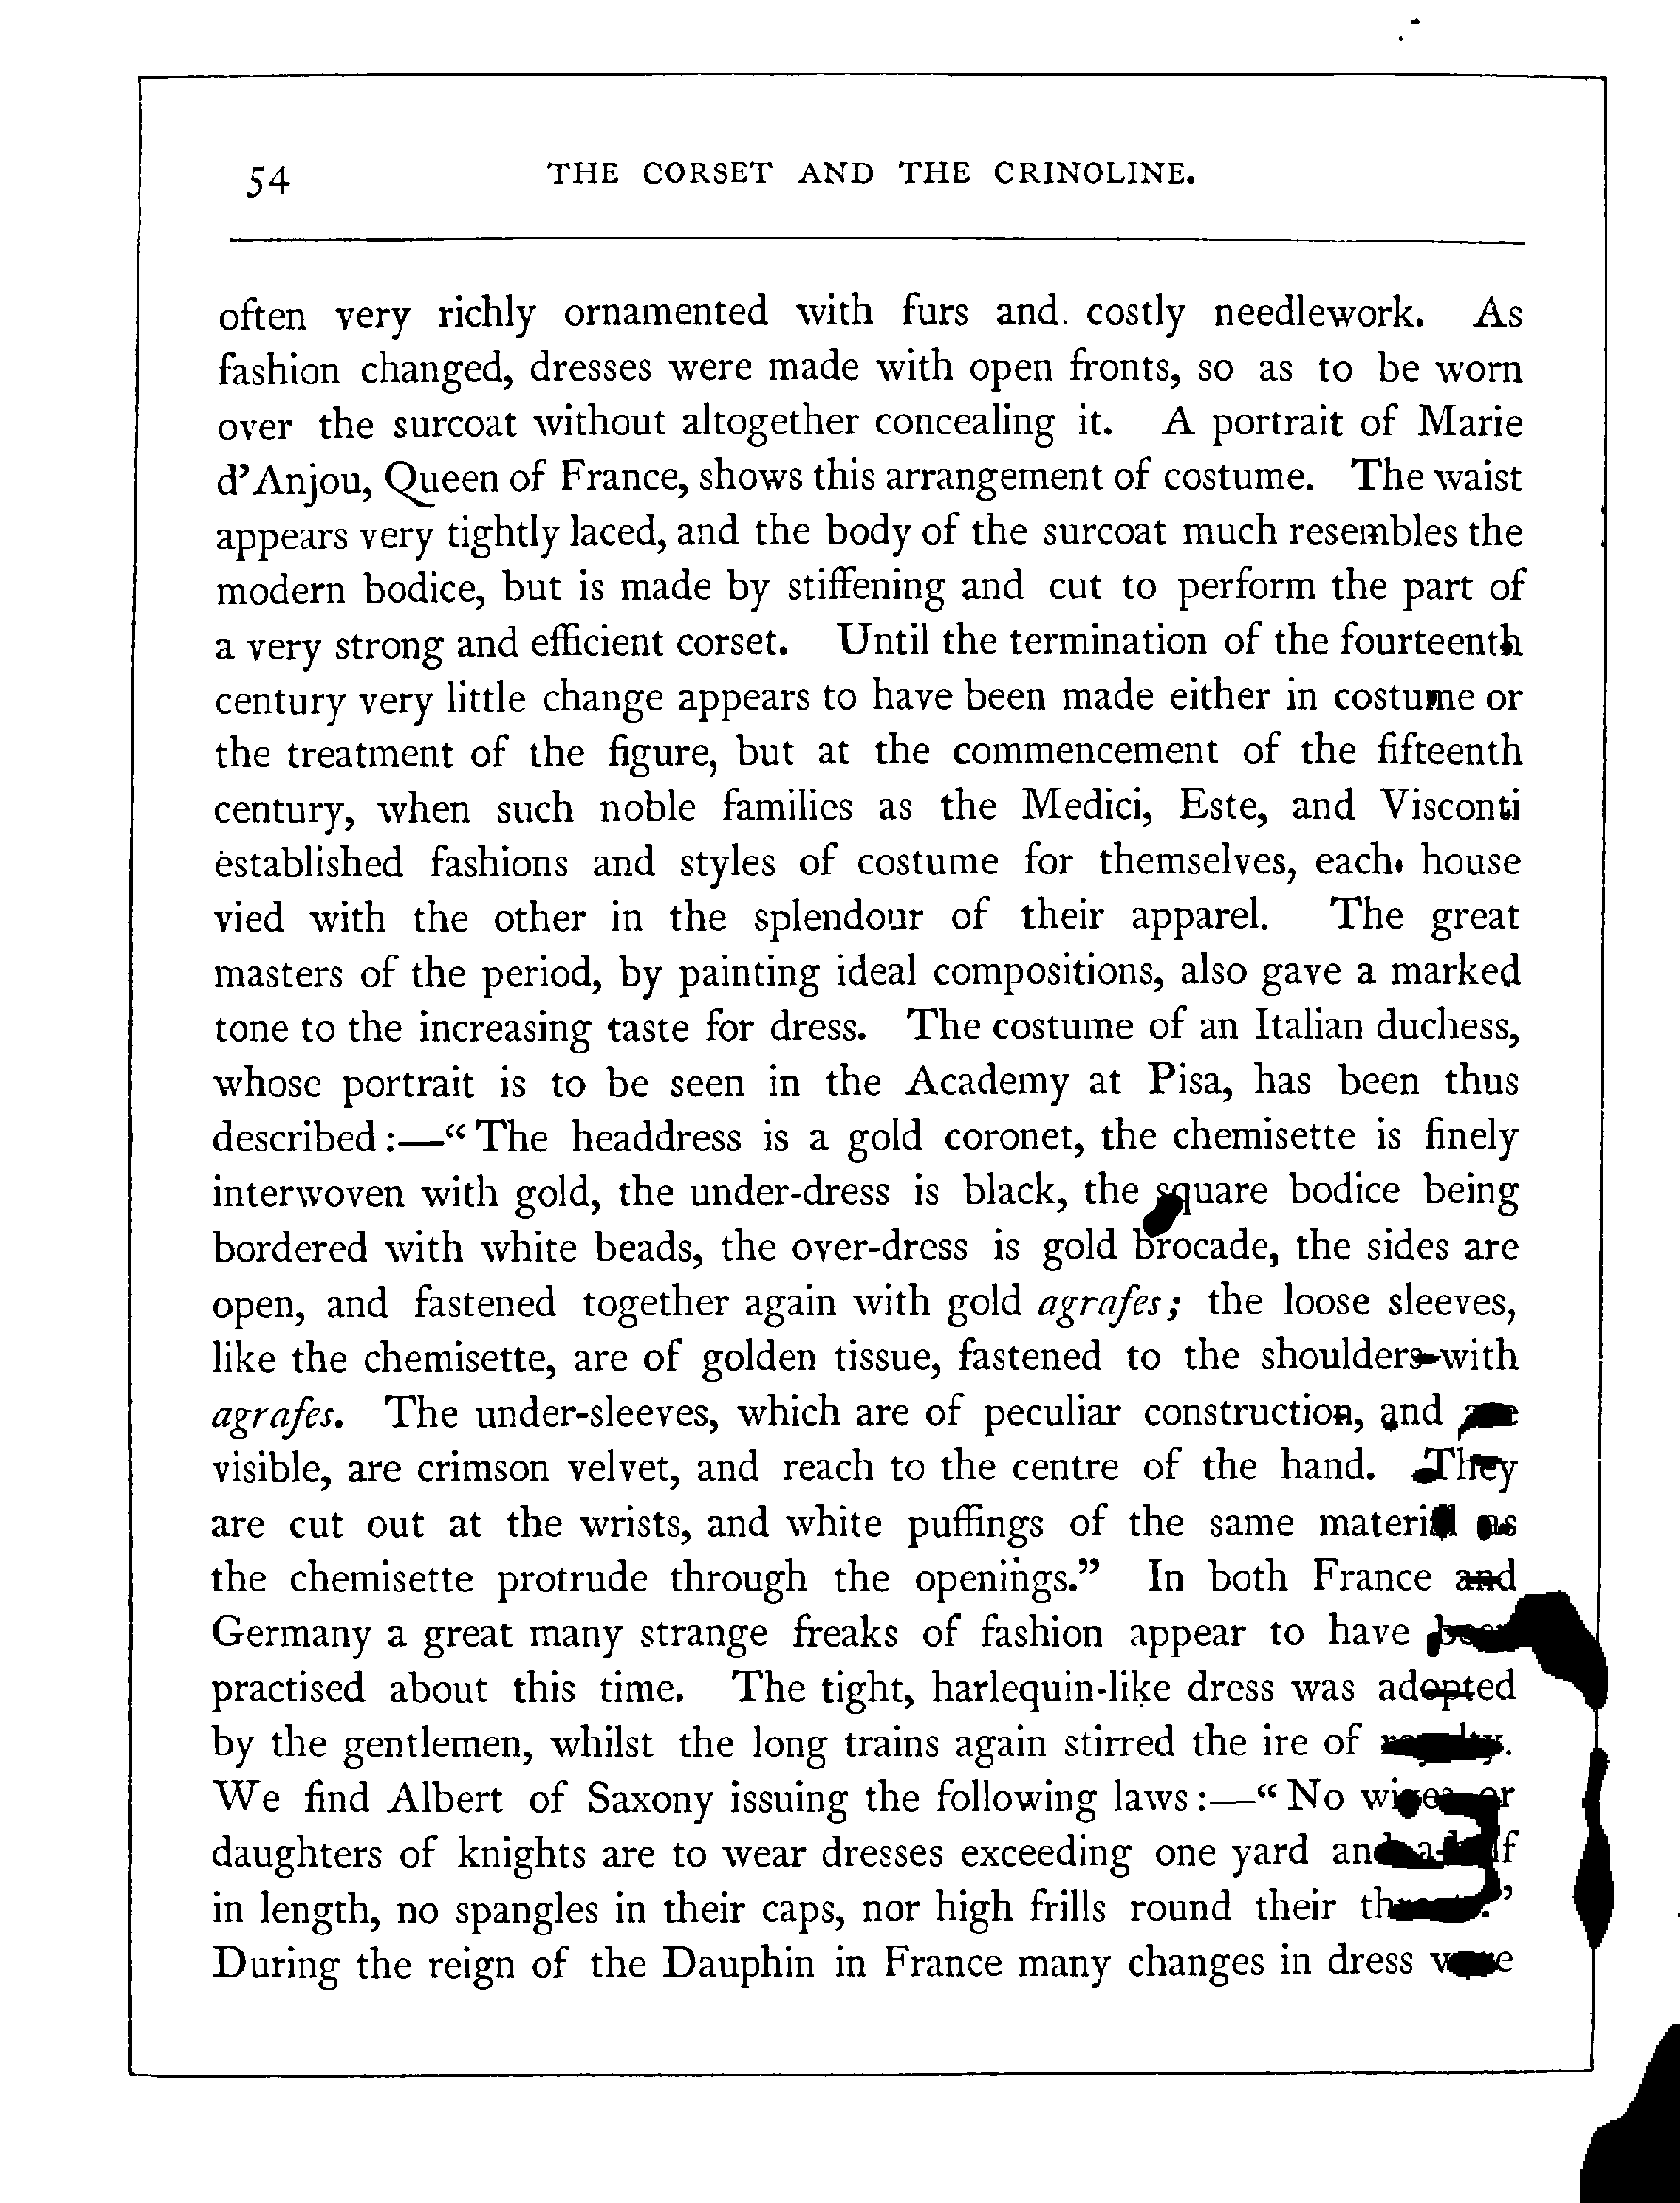 54 THE CORSET AND THE CRINOLINE.
often very richly ornamented with furs and. costly needlework. As
fashion changed, dresses were made with open fronts, so as to be worn
over the surcoat without altogether concealing it. A portrait of Marie
d'Anjou, Queen of France, shows this arrangement of costume. The waist
appears very tightly laced, and the body of the surcoat much resembles the
modern bodice, but is made by stiffening and cut to perform the part of
a very strong and efficient corset. Until the termination of the fourteenth
century very little change appears to have been made either in costume or
the treatment of the figure, but at the commencement of the fifteenth
century, when such noble families as the Medici, Este, and Visconti
established fashions and styles of costume for themselves, each house
vied with the other in the splendour of their apparel. The great
masters of the period, by painting ideal compositions, also gave a marked
tone to the increasing taste for dress. The costume of an Italian duchess,
whose portrait is to be seen in the Academy at Pisa, has been thus
described:—“The headdress is a gold coronet, the chemisette is finely
interwoven with gold, the under-dress is black, the square bodice being
bordered with white beads, the over-dress is gold brocade, the sides are
open, and fastened together again with gold agrafes; the loose sleeves,
like the chemisette, are of golden tissue, fastened to the shoulders with
agrafes. The under-sleeves, which are of peculiar construction, and are
visible, are crimson velvet, and reach to the centre of the hand. They
are cut out at the wrists, and white puffings of the same material as
the chemisette protrude through the openings.” In both France and
Germany a great many strange freaks of fashion appear to have been
practised about this time. The tight, harlequin-like dress was adopted
by the gentlemen, whilst the long trains again stirred the ire of royalty.
We find Albert of Saxony issuing the following laws:—“No wives or
daughters of knights are to wear dresses exceeding one yard and a-half
in length, no spangles in their caps, nor high frills round their
During the reign of the Dauphin in France many changes in dress were